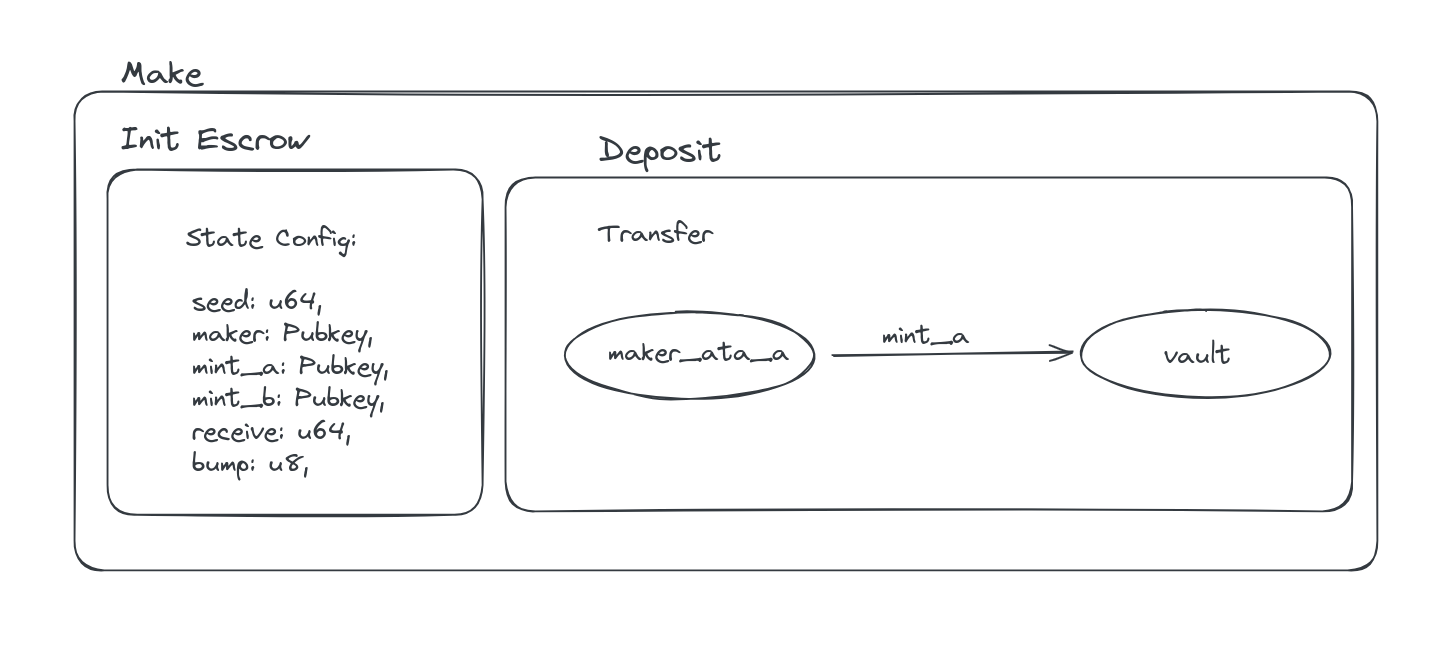 Make
Init Escrow
State Config:
seed: u64,
maker: Pubkey,
mint_a: Pubkey,
mint_b: Pubkey,
receive: u64,
bump: u8,
Deposit
Transfer
maker_ata_a
mint_a
vault